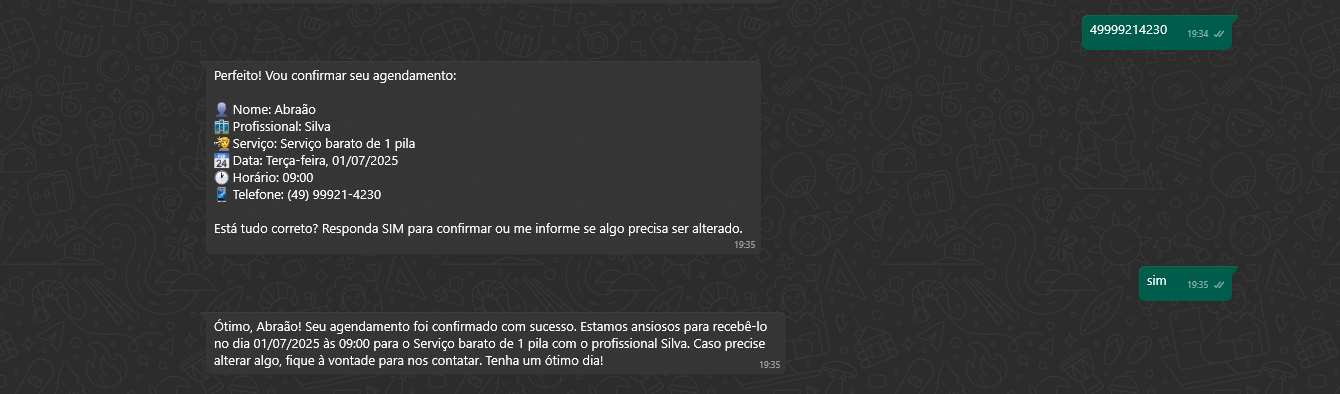 49999214230 19:34
Perfeito! Vou confirmar seu agendamento:
Nome: Abraão
Profissional: Silva
Serviço: Serviço barato de 1 pila
Data: Terça-feira, 01/07/2025
Horário: 09:00
Telefone: (49) 99921-4230
Está tudo correto? Responda SIM para confirmar ou me informe se algo precisa ser alterado.
19:35
sim 19:35
Ótimo, Abraão! Seu agendamento foi confirmado com sucesso. Estamos ansiosos para recebê-lo
no dia 01/07/2025 às 09:00 para o Serviço barato de 1 pila com o profissional Silva. Caso precise
alterar algo, fique à vontade para nos contatar. Tenha um ótimo dia! 19:35